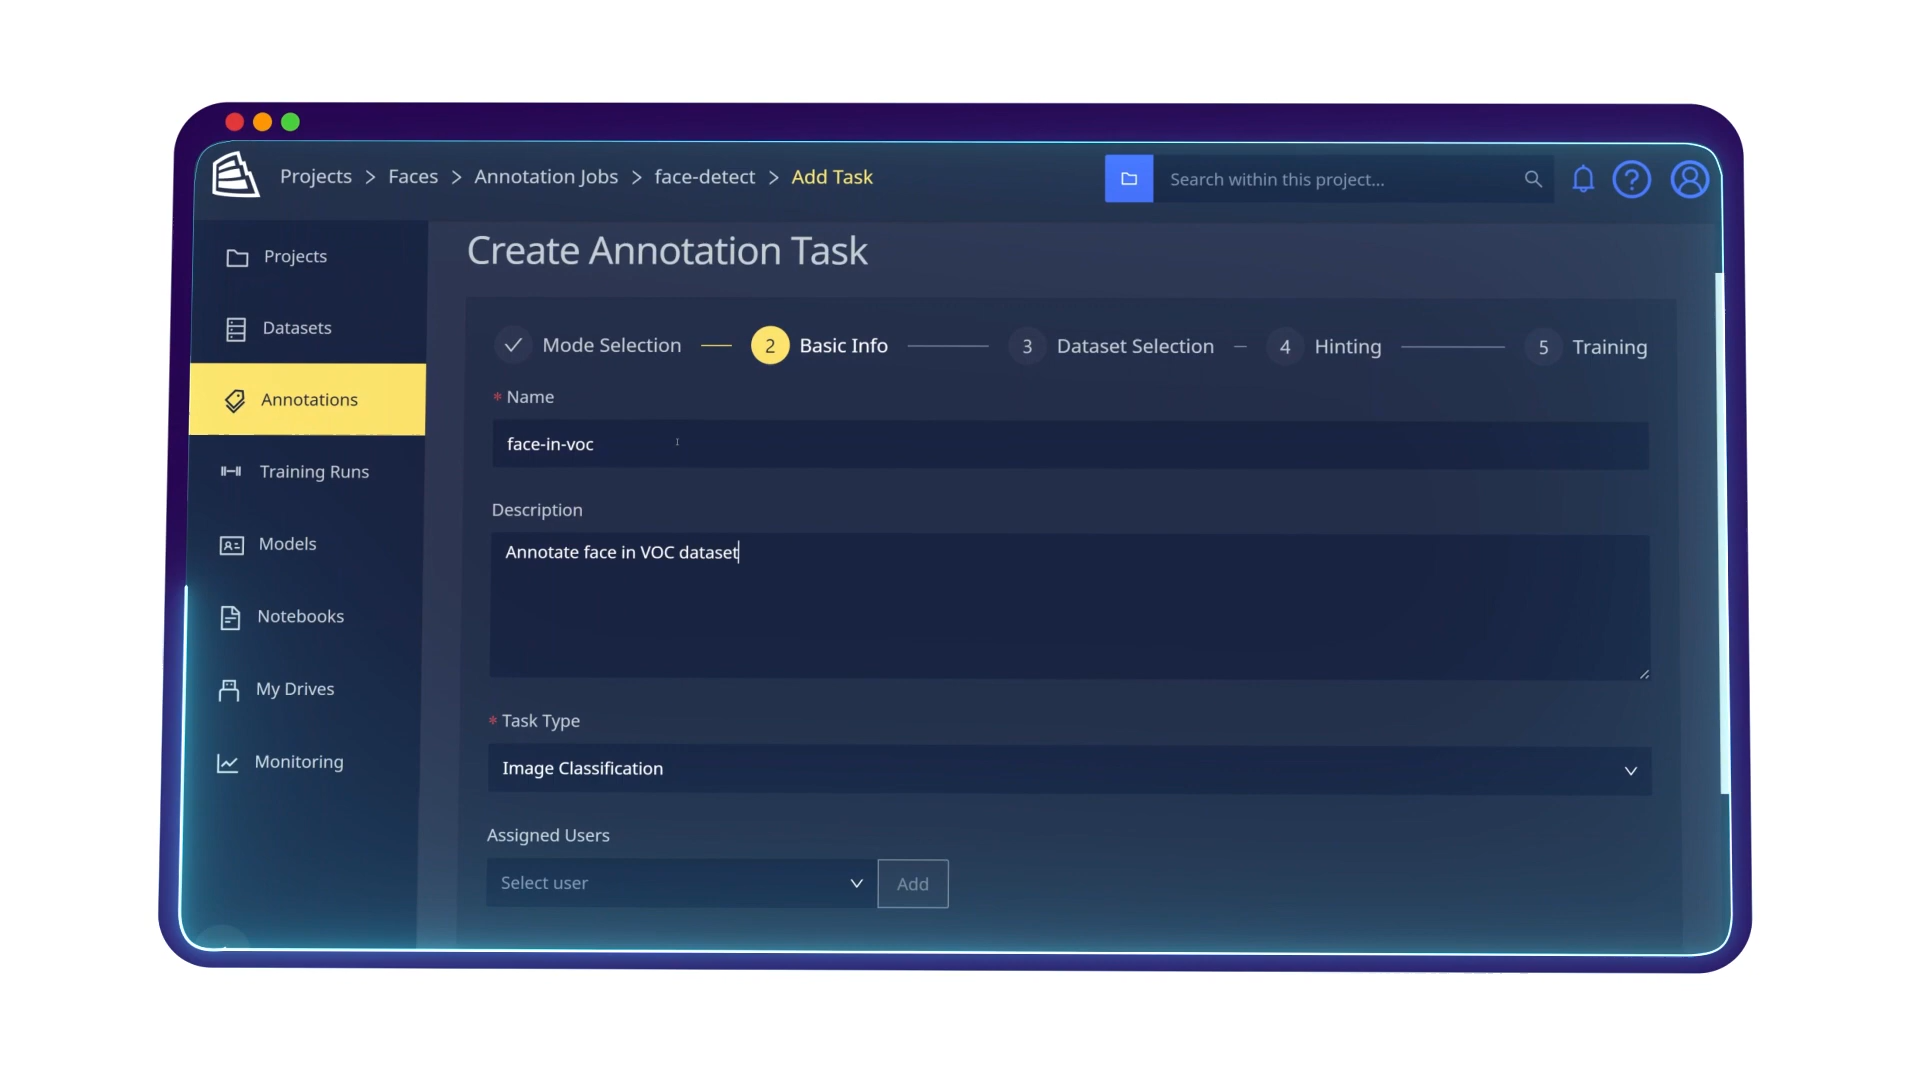 Projects > Faces > Annotation Jobs > face-detect > Add Task
Search within this project...
Projects
Datasets
Annotations
Training Runs
Models
Notebooks
My Drives
Monitoring
Create Annotation Task
Mode Selection
2 Basic Info
3 Dataset Selection
4 Hinting
5 Training
* Name
face-in-voc
Description
Annotate face in VOC dataset
* Task Type
Image Classification
Assigned Users
Select user
Add